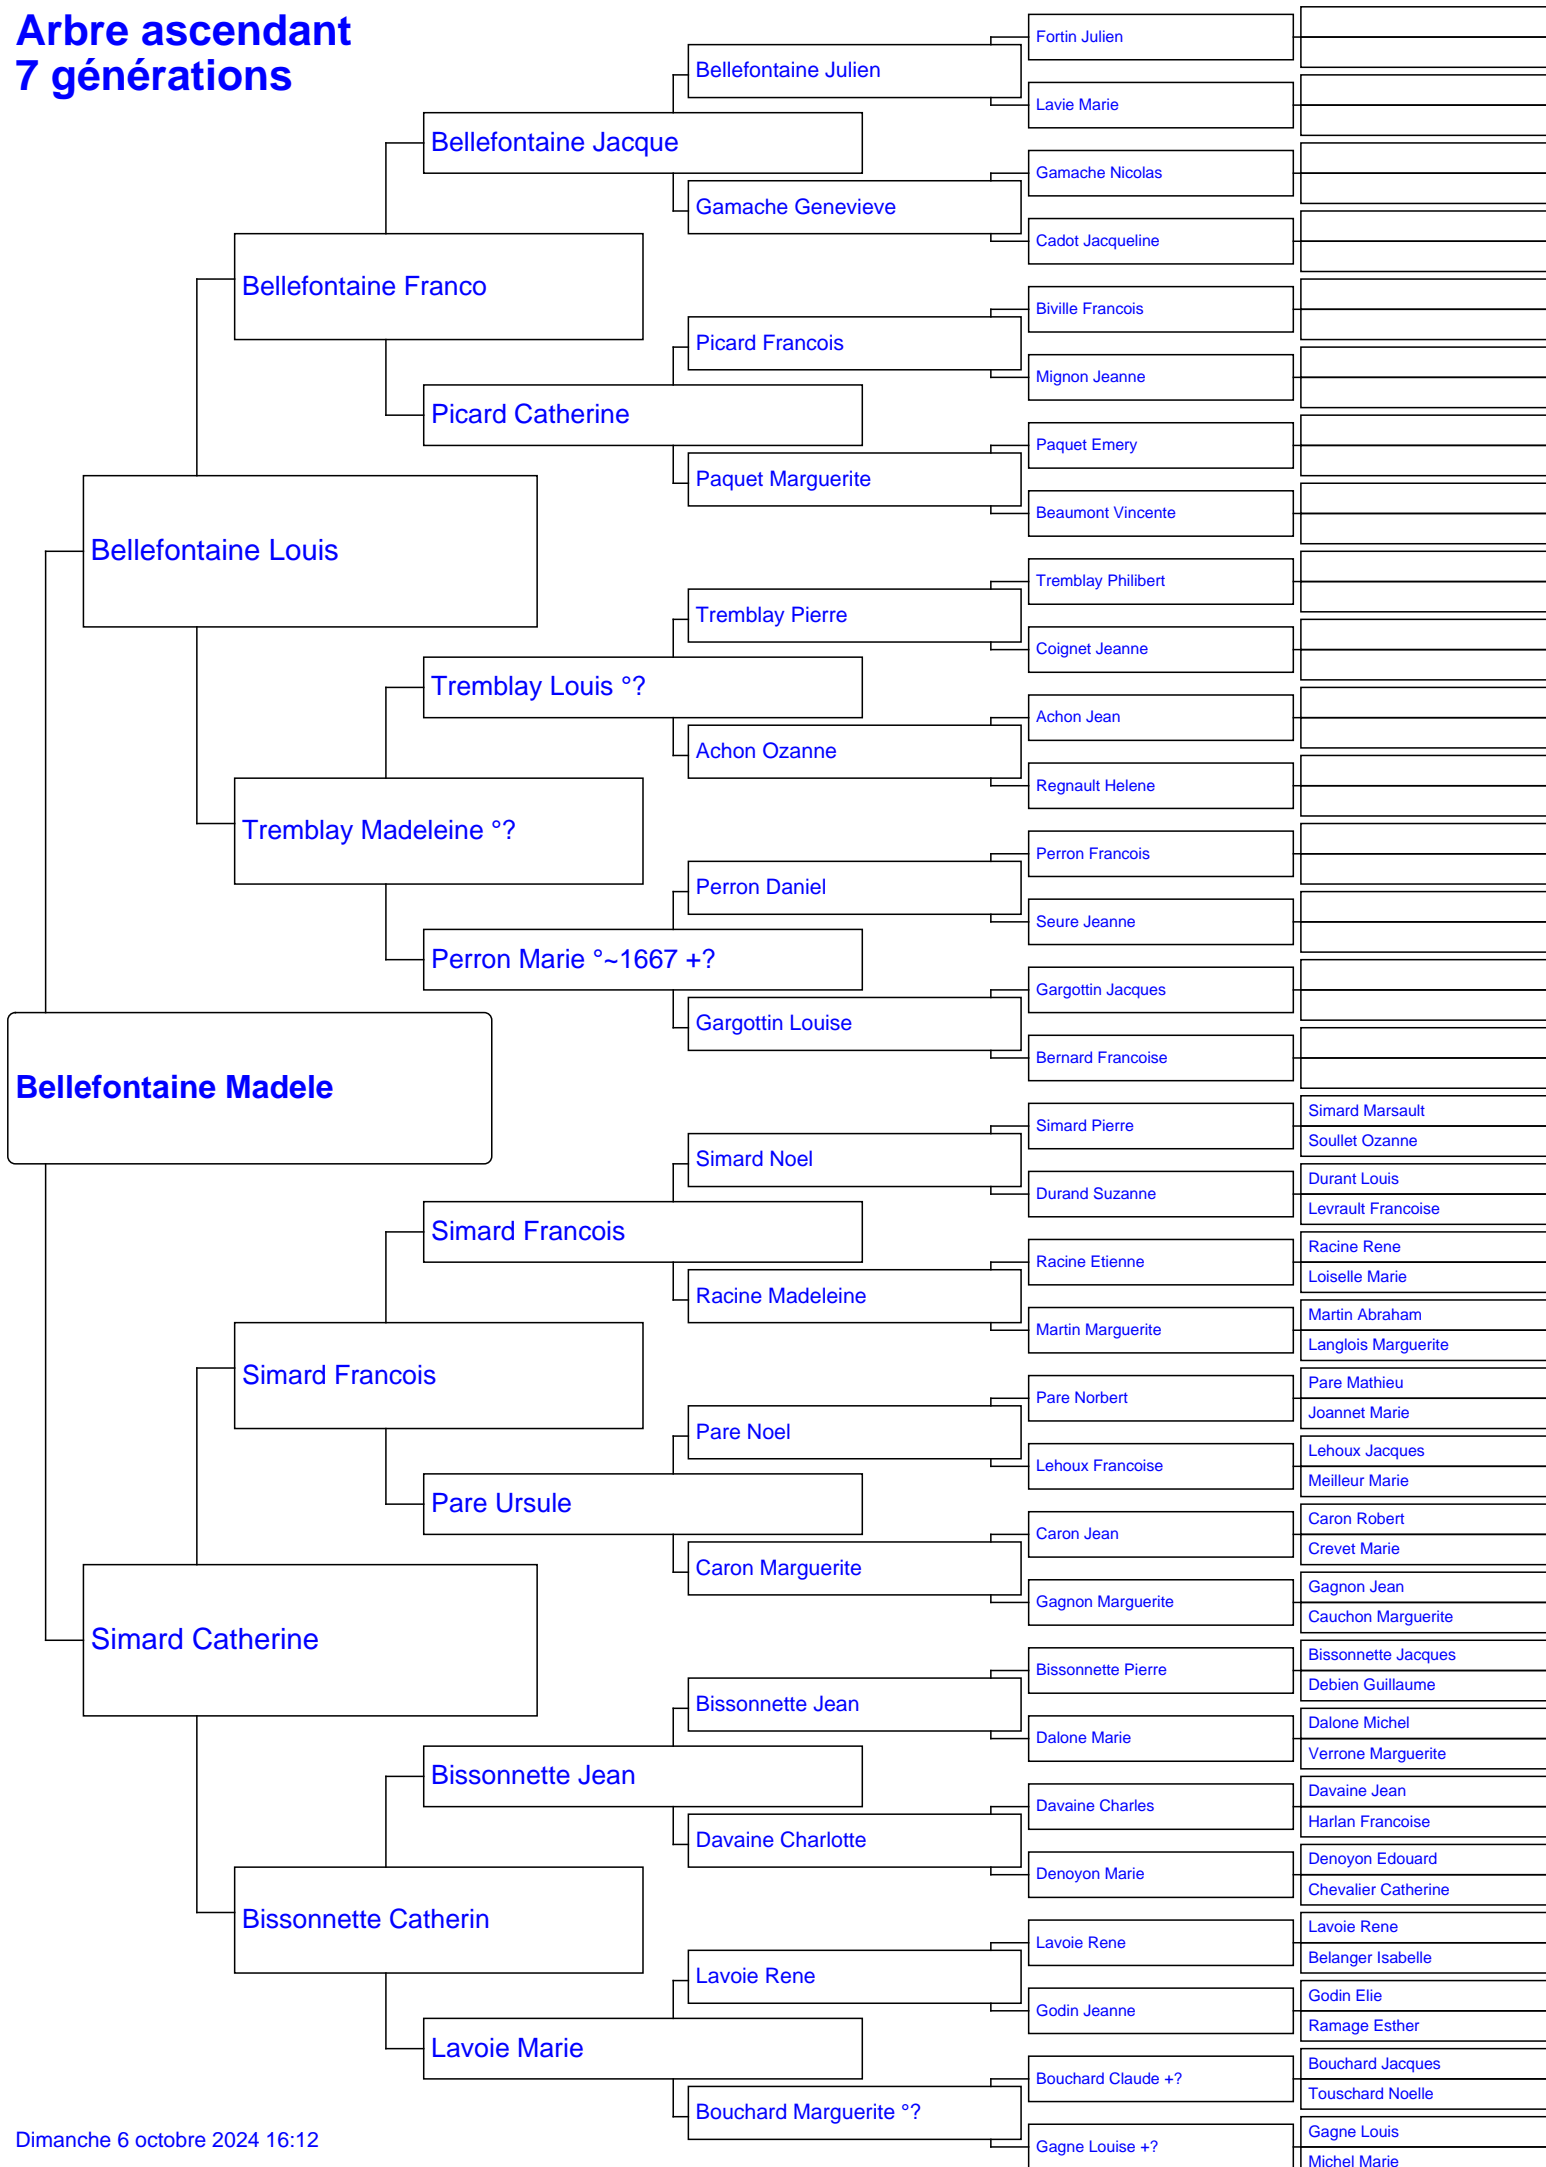 Arbre ascendant
7 générations
Fortin Julien
Bellefontaine Julien
Lavie Marie
Bellefontaine Jacque
Gamache Nicolas
Gamache Genevieve
Cadot Jacqueline
Bellefontaine Franco
Biville Francois
Picard Francois
Mignon Jeanne
Picard Catherine
Paquet Emery
Paquet Marguerite
Beaumont Vincente
Bellefontaine Louis
Tremblay Philibert
Tremblay Pierre
Coignet Jeanne
Tremblay Louis °?
Achon Jean
Achon Ozanne
Regnault Helene
Tremblay Madeleine °?
Perron Francois
Perron Daniel
Seure Jeanne
Perron Marie °~1667 +?
Gargottin Jacques
Gargottin Louise
Bernard Francoise
Bellefontaine Madele
Simard Marsault
Simard Pierre
Soullet Ozanne
Simard Noel
Durant Louis
Durand Suzanne
Levrault Francoise
Simard Francois
Racine Rene
Racine Etienne
Loiselle Marie
Racine Madeleine
Martin Abraham
Martin Marguerite
Langlois Marguerite
Simard Francois
Pare Mathieu
Pare Norbert
Joannet Marie
Pare Noel
Lehoux Jacques
Lehoux Francoise
Meilleur Marie
Pare Ursule
Caron Robert
Caron Jean
Crevet Marie
Caron Marguerite
Gagnon Jean
Gagnon Marguerite
Cauchon Marguerite
Simard Catherine
Bissonnette Jacques
Bissonnette Pierre
Debien Guillaume
Bissonnette Jean
Dalone Michel
Dalone Marie
Verrone Marguerite
Bissonnette Jean
Davaine Jean
Davaine Charles
Harlan Francoise
Davaine Charlotte
Denoyon Edouard
Denoyon Marie
Chevalier Catherine
Bissonnette Catherin
Lavoie Rene
Lavoie Rene
Belanger Isabelle
Lavoie Rene
Godin Elie
Godin Jeanne
Ramage Esther
Lavoie Marie
Bouchard Jacques
Bouchard Claude +?
Touschard Noelle
Bouchard Marguerite °?
Gagne Louis
Gagne Louise +?
Michel Marie
Dimanche 6 octobre 2024 16:12